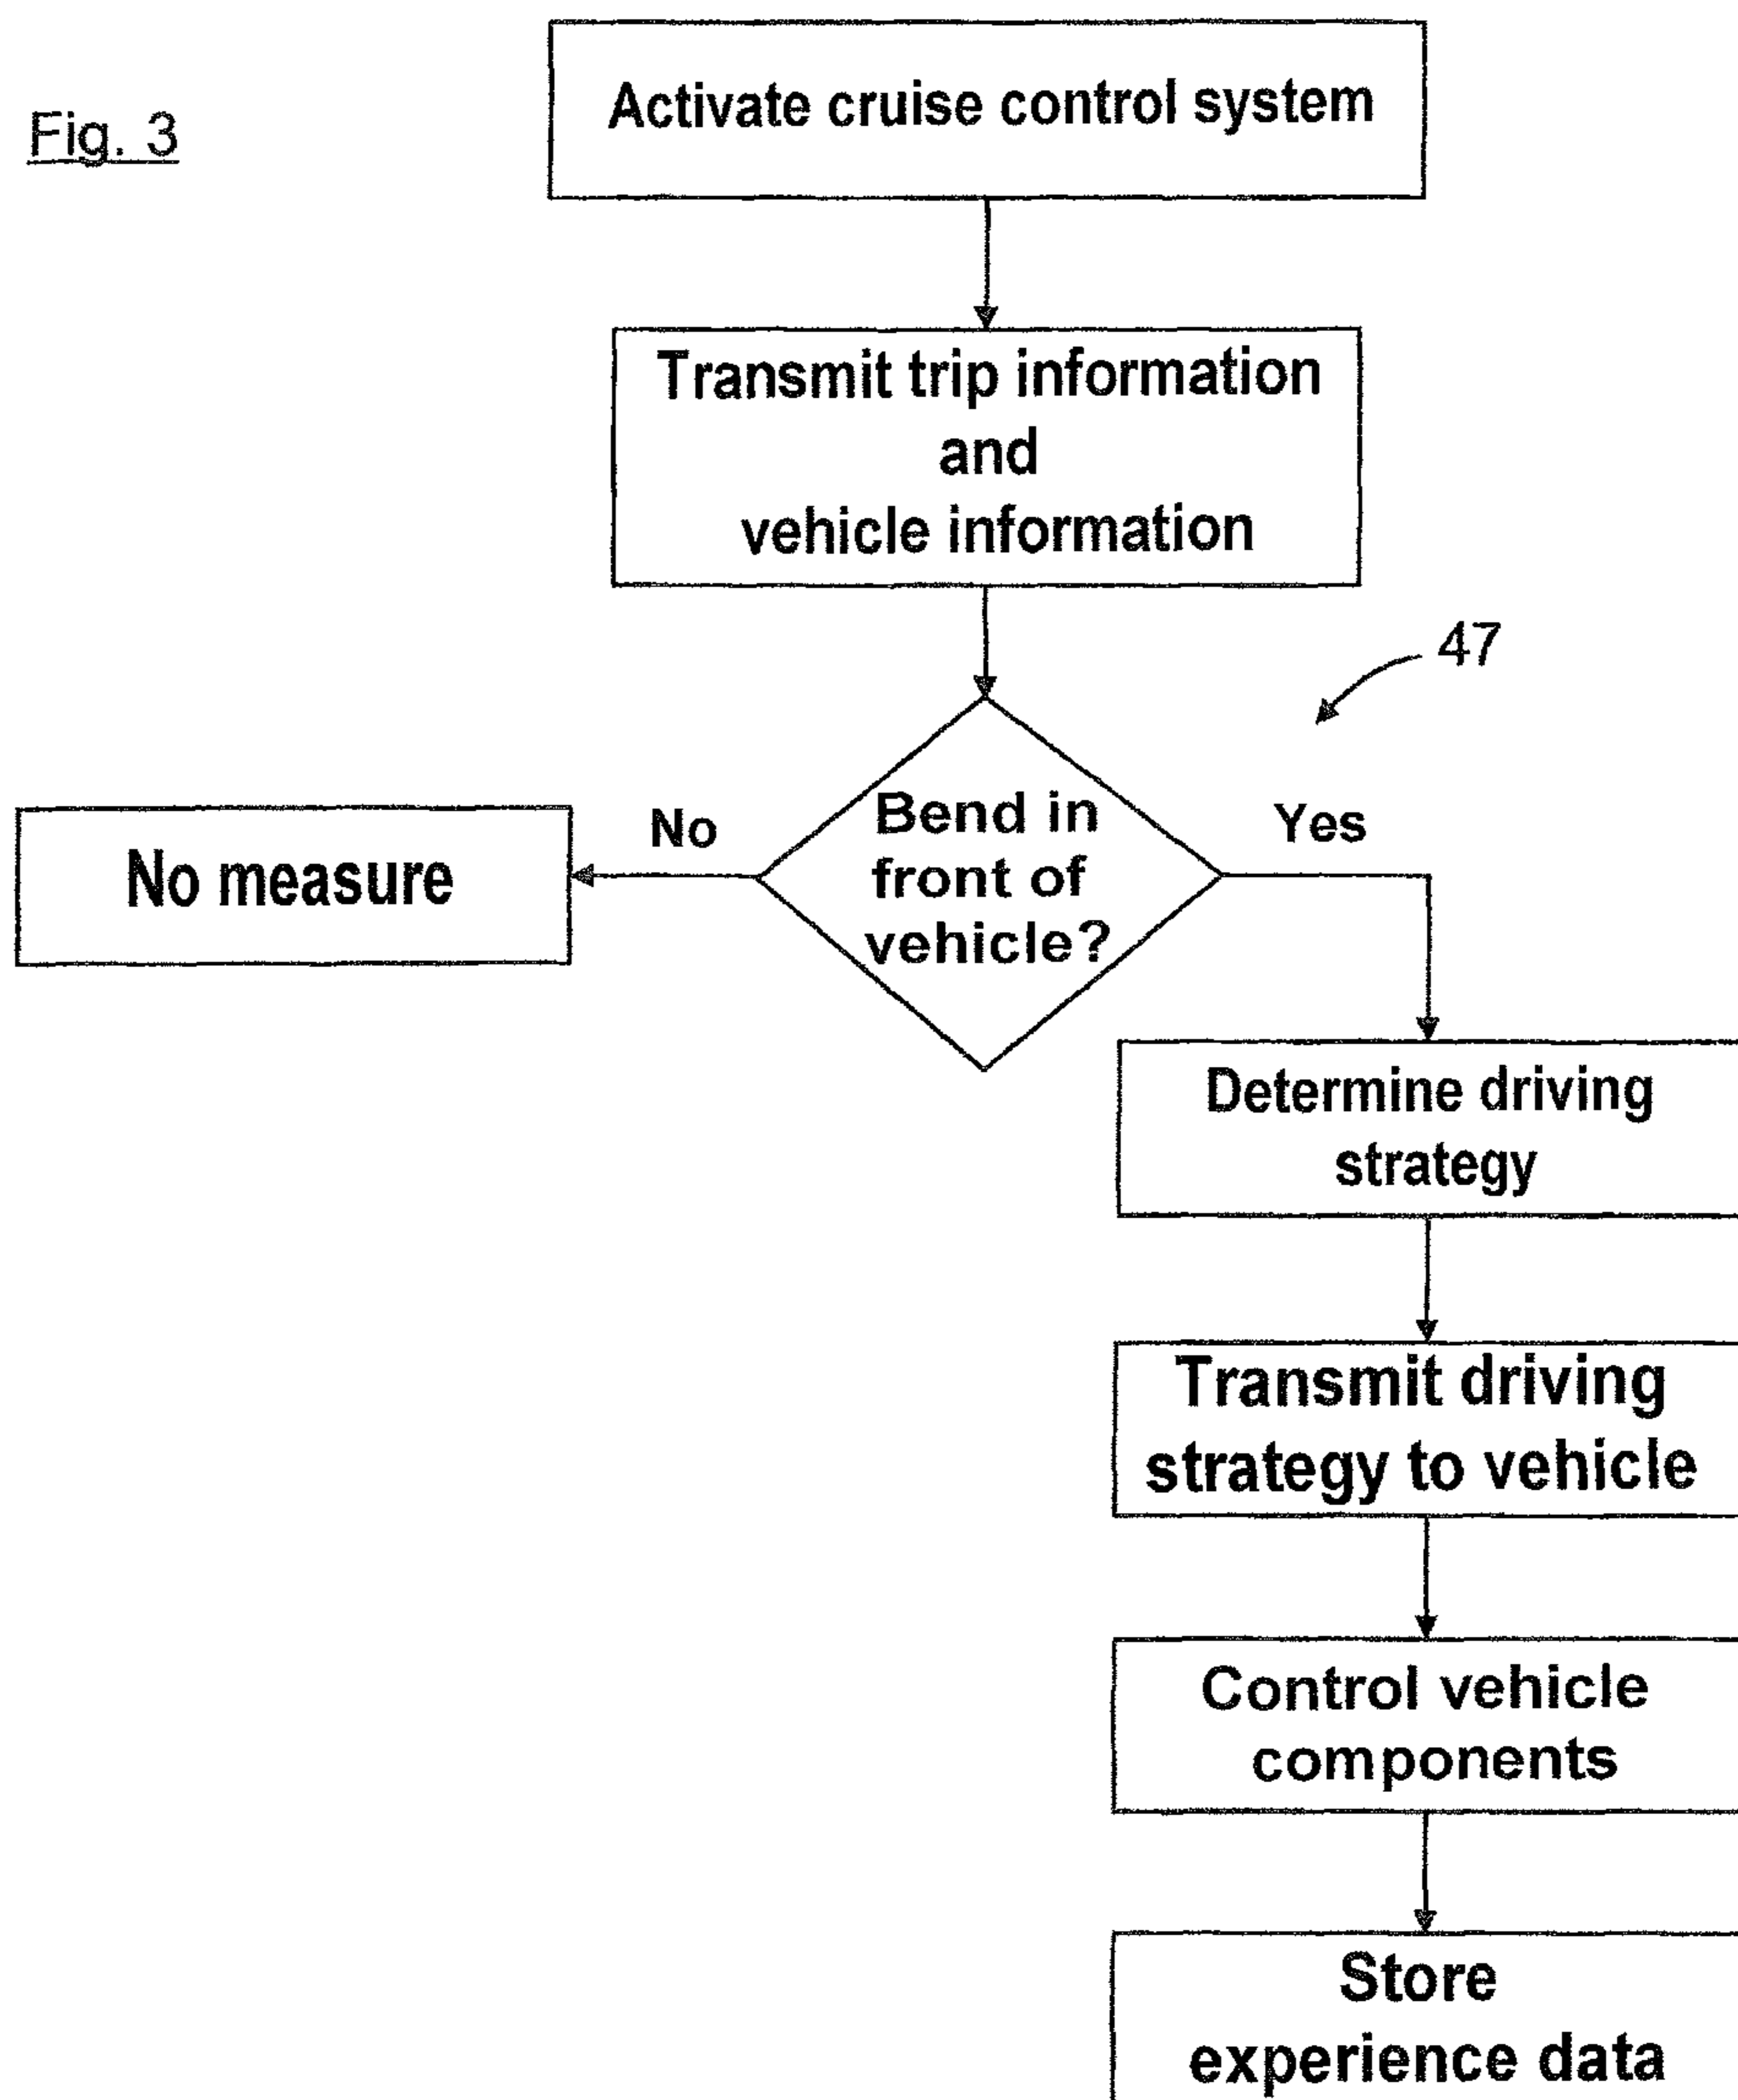 Fig. 3
Activate cruise control system
Transmit trip information
and
vehicle information
47
No measure
No
Bend in
front of
vehicle?
Yes
Determine driving
strategy
Transmit driving
strategy to vehicle
Control vehicle
components
Store
experience data